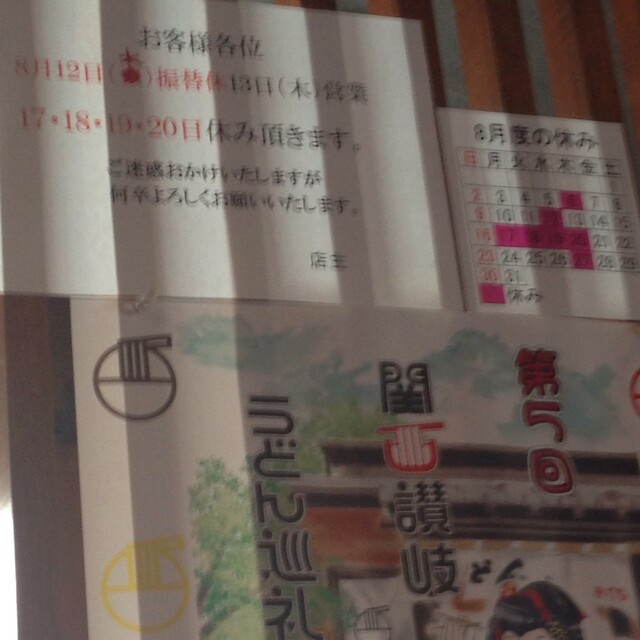 お客様各位
8月12日(水)振替休13日(木)営業
17・18・19・20日休み頂きます。
ご迷惑おかけいたしますが
何卒よろしくお願いいたします。
店主
8月度の休み
日 月 火 水 木 金 土
2 3 4 5 6 7 8
9 10 11 12 13 14 15
16 17 18 19 20 21 22
23 24 25 26 27 28 29
30 31
休み
第5回
関西讃岐
うどん巡礼